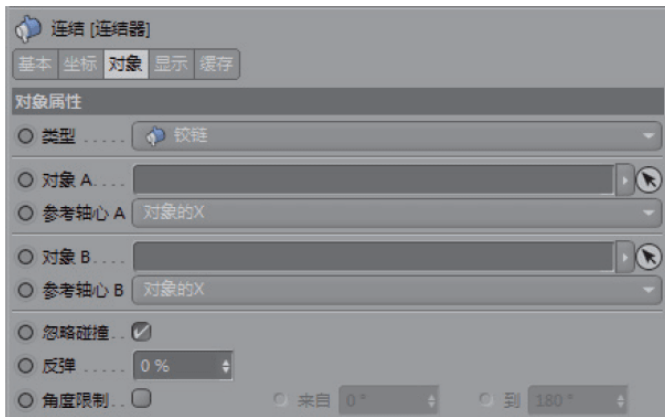 连结 [连结器]
基本 坐标 对象 显示 缓存
对象属性
类型 ..... 铰链
对象 A....
参考轴心 A 对象的X
对象 B....
参考轴心 B 对象的X
忽略碰撞..
反弹 ..... 0 %
角度限制.. 来自 0 ° 到 180 °